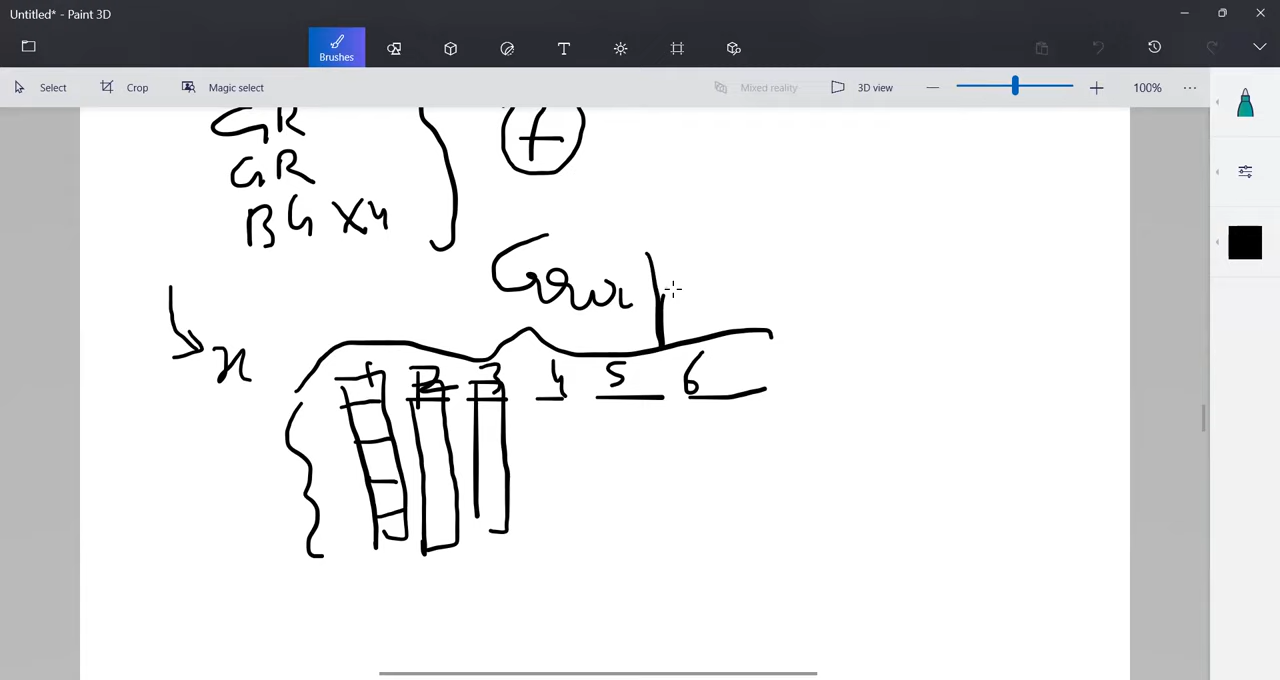 Untitled* - Paint 3D
Brushes
Select Crop Magic select Mixed reality 3D view 100%
GR
GR
BG X4
x
1 2 3 4 5 6